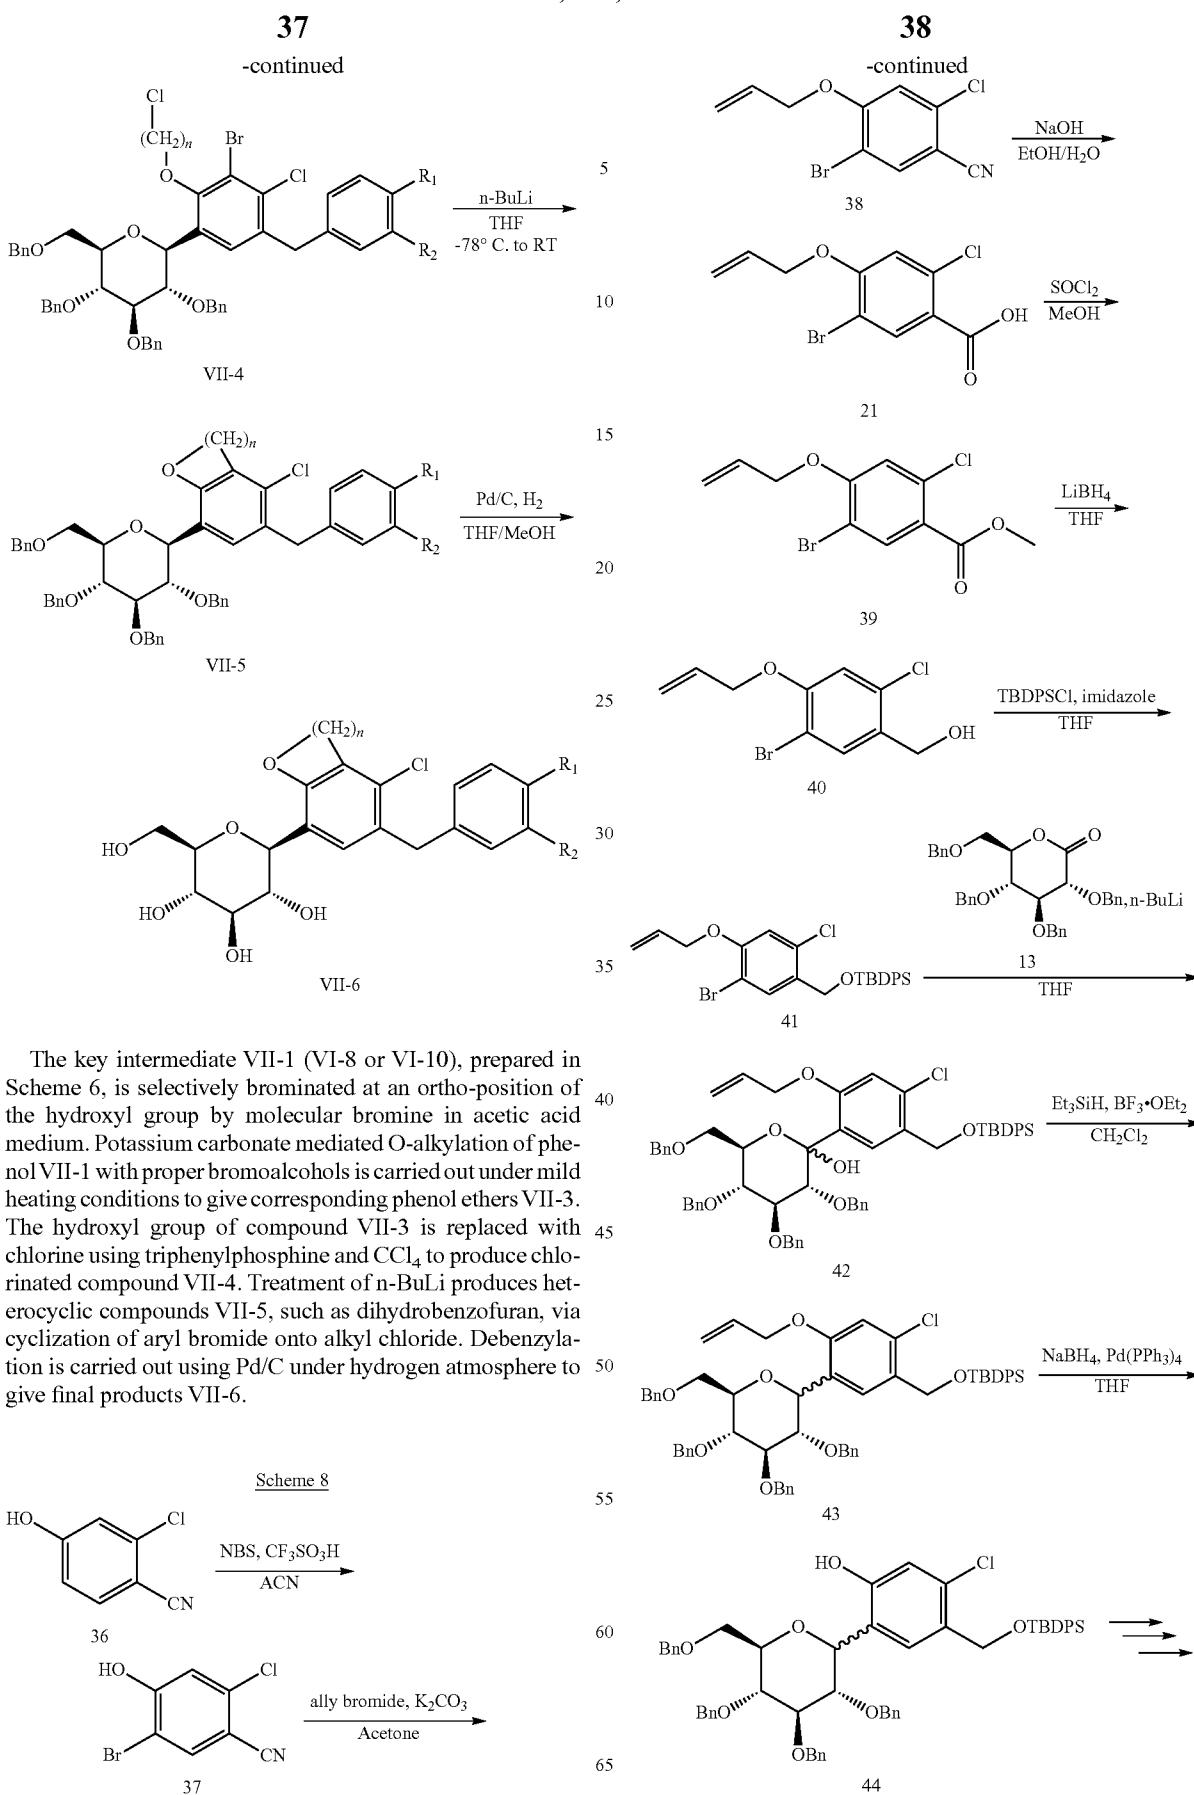 37
-continued
Cl
(CH2)n
Br
O
Cl
R1
n-BuLi
THF
-78° C. to RT
O
BnO
R2
BnO
OBn
OBn
VII-4
(CH2)n
O
Cl
R1
Pd/C, H2
THF/MeOH
O
BnO
R2
BnO
OBn
OBn
VII-5
(CH2)n
O
Cl
R1
O
HO
R2
HO
OH
OH
VII-6
The key intermediate VII-1 (VI-8 or VI-10), prepared in
Scheme 6, is selectively brominated at an ortho-position of
the hydroxyl group by molecular bromine in acetic acid
medium. Potassium carbonate mediated O-alkylation of phe-
nol VII-1 with proper bromoalcohols is carried out under mild
heating conditions to give corresponding phenol ethers VII-3.
The hydroxyl group of compound VII-3 is replaced with
chlorine using triphenylphosphine and CCl4 to produce chlo-
rinated compound VII-4. Treatment of n-BuLi produces het-
erocyclic compounds VII-5, such as dihydrobenzofuran, via
cyclization of aryl bromide onto alkyl chloride. Debenzyla-
tion is carried out using Pd/C under hydrogen atmosphere to
give final products VII-6.
Scheme 8
HO
Cl
NBS, CF3SO3H
ACN
CN
36
HO
Cl
ally bromide, K2CO3
Acetone
Br
CN
37
5
10
15
20
25
30
35
40
45
50
55
60
65
38
-continued
O
Cl
NaOH
EtOH/H2O
Br
CN
38
O
Cl
SOCl2
MeOH
OH
Br
O
21
O
Cl
LiBH4
THF
O
Br
O
39
O
Cl
TBDPSCl, imidazole
THF
OH
Br
40
O
O
BnO
BnO
OBn, n-BuLi
OBn
13
THF
O
Cl
OTBDPS
Br
41
O
Cl
Et3SiH, BF3•OEt2
CH2Cl2
OTBDPS
O
BnO
OH
BnO
OBn
OBn
42
O
Cl
NaBH4, Pd(PPh3)4
THF
OTBDPS
O
BnO
BnO
OBn
OBn
43
HO
Cl
OTBDPS
O
BnO
BnO
OBn
OBn
44